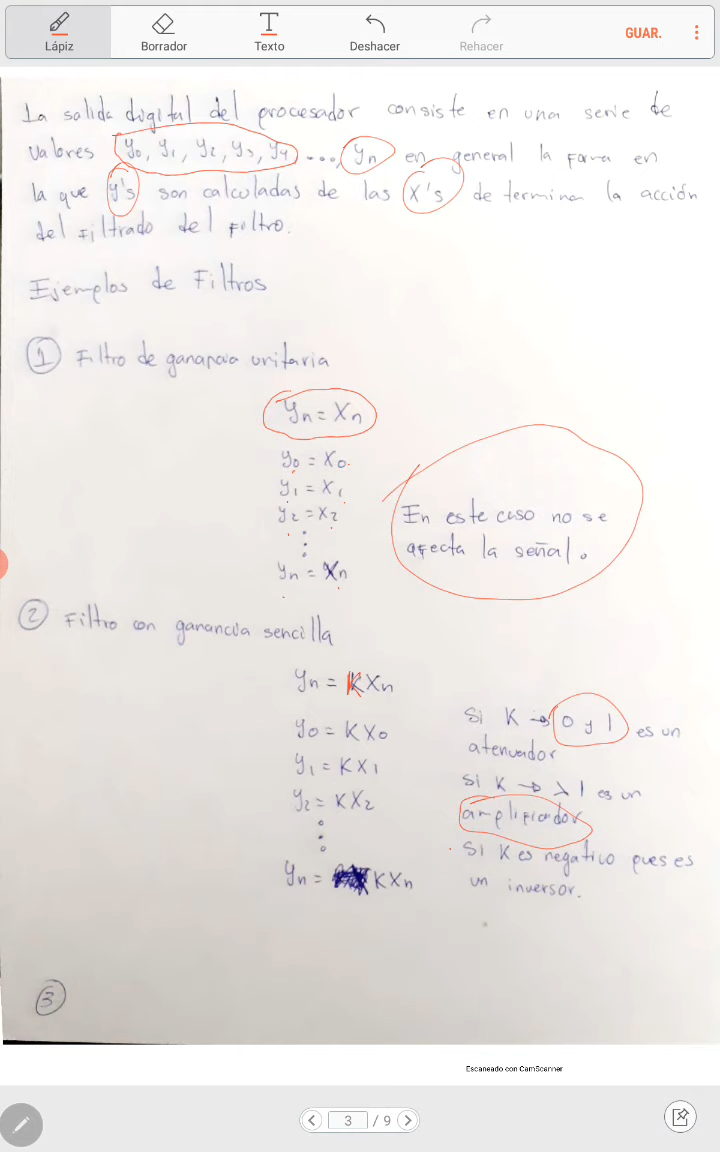 Lápiz Borrador Texto Deshacer Rehacer GUAR.
La salida digital del procesador consiste en una serie de
valores y₀, y₁, y₂, y₃, y₄ ..., yₙ en general la forma en
la que y's son calculadas de las x's determina la acción
del Filtrado del Filtro.
Ejemplos de Filtros
① Filtro de ganancia unitaria
yₙ = xₙ
y₀ = x₀
y₁ = x₁
y₂ = x₂
⋮
yₙ = xₙ
En este caso no se
afecta la señal.
② Filtro con ganancia sencilla
yₙ = Kxₙ
y₀ = Kx₀
y₁ = Kx₁
y₂ = Kx₂
⋮
yₙ = Kxₙ
Si K → 0 y 1 es un
atenuador
Si K → λ 1 es un
amplificador
Si K es negativo pues es
un inversor.
③
Escaneado con CamScanner
3 / 9